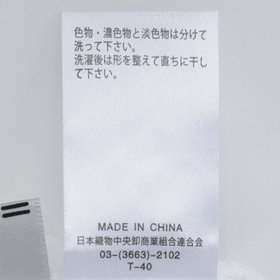 色物・濃色物と淡色物は分けて
洗って下さい。
洗濯後は形を整えて直ちに干し
て下さい。
MADE IN CHINA
日本織物中央卸商業組合連合会
03-(3663)-2102
T-40